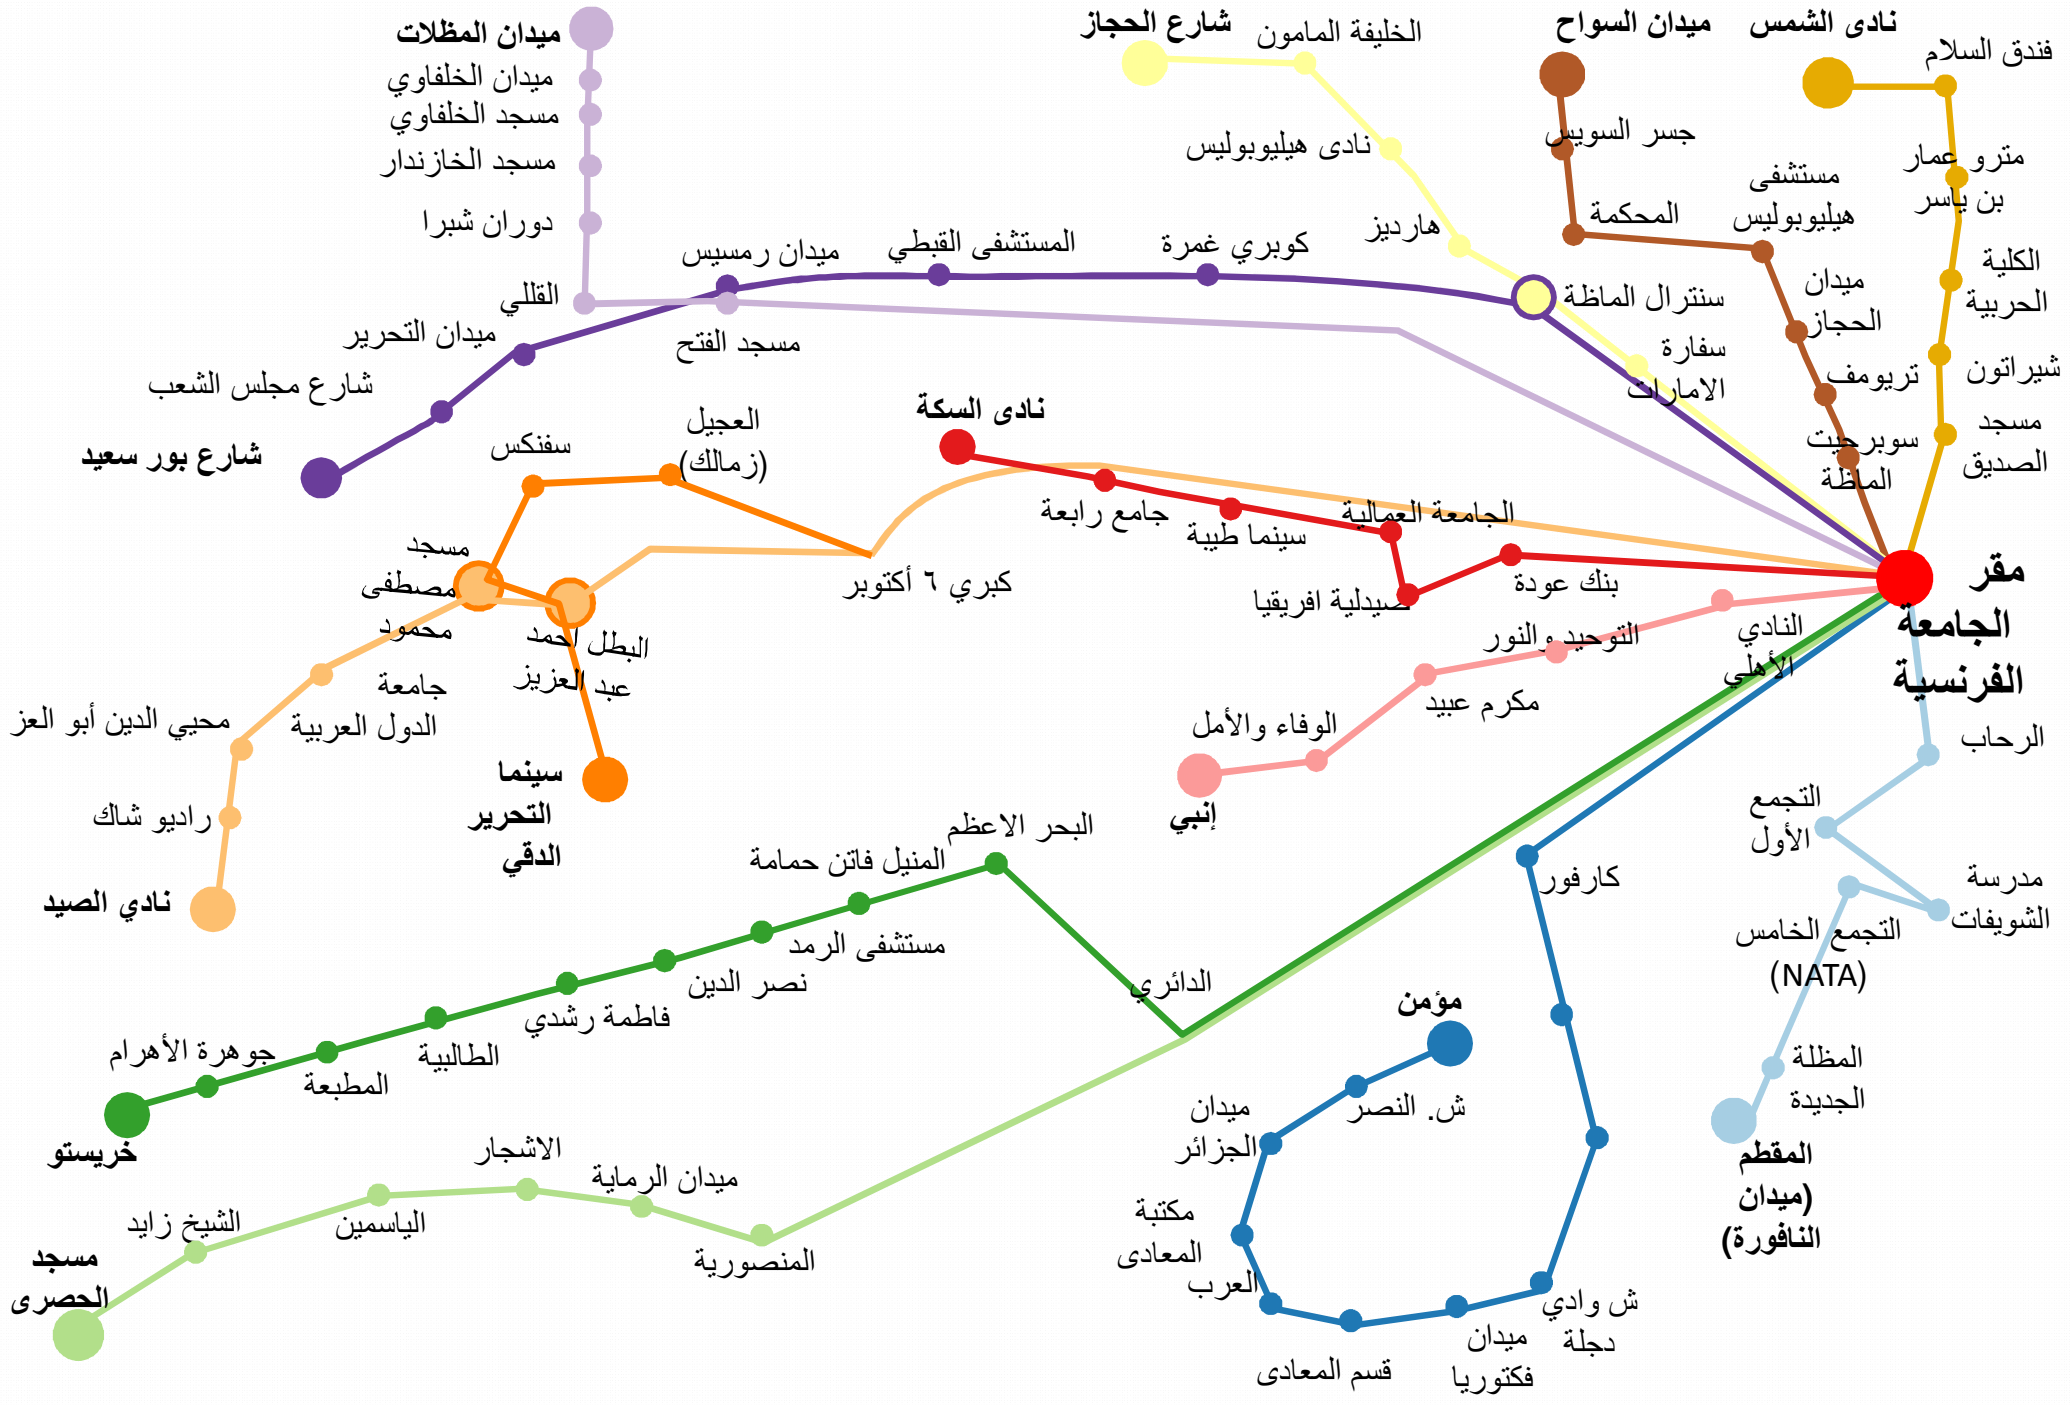 ميدان المظلات
ميدان الخلفاوي
مسجد الخلفاوي
مسجد الخازندار
دوران شبرا
القللي
مسجد الفتح
شارع الحجاز
الخليفة المامون
نادى هيليوبوليس
هارديز
سنترال الماظة
سفارة
الامارات
ميدان السواح
جسر السويس
المحكمة
مستشفى
هيليوبوليس
ميدان
الحجاز
تريومف
سوبرجيت
الماظة
نادى الشمس
فندق السلام
مترو عمار
بن ياسر
الكلية
الحربية
شيراتون
مسجد
الصديق
ميدان رمسيس
المستشفى القبطي
كوبري غمرة
ميدان التحرير
شارع مجلس الشعب
شارع بور سعيد
سفنكس
العجيل
(زمالك)
نادى السكة
جامع رابعة
سينما طيبة
الجامعة العمالية
صيدلية افريقيا
بنك عودة
مقر
الجامعة
الفرنسية
مسجد
مصطفى
محمود
البطل احمد
عبد العزيز
كبري ٦ أكتوبر
جامعة
الدول العربية
محيي الدين أبو العز
راديو شاك
نادي الصيد
سينما
التحرير
الدقي
النادي
الأهلي
التوحيد والنور
مكرم عبيد
الوفاء والأمل
إنبي
الرحاب
التجمع
الأول
مدرسة
الشويفات
التجمع الخامس
(NATA)
المظلة
الجديدة
المقطم
(ميدان
النافورة)
البحر الاعظم
المنيل فاتن حمامة
مستشفى الرمد
نصر الدين
فاطمة رشدي
الطالبية
المطبعة
جوهرة الأهرام
خريستو
الدائري
كارفور
مؤمن
ش. النصر
ميدان
الجزائر
مكتبة
المعادى
العرب
قسم المعادى
ميدان
فكتوريا
ش وادي
دجلة
الاشجار
ميدان الرماية
المنصورية
الياسمين
الشيخ زايد
مسجد
الحصرى